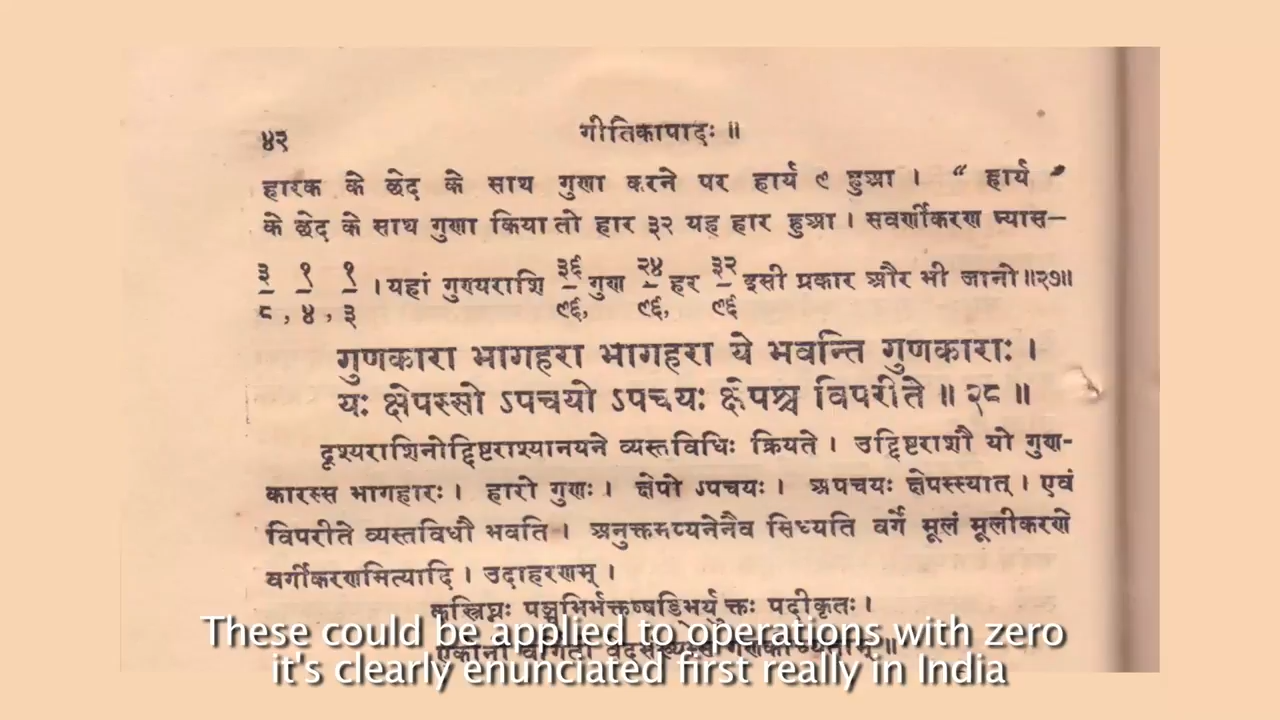 ४२ गीतिकापादः ॥
हारक के छेद के साथ गुणा करने पर हार्य ९ हुआ । “ हार्य ”
के छेद के साथ गुणा किया तो हार ३२ यह हार हुआ । सवर्णीकरण न्यास—
३ १ १ । यहां गुण्यराशि ३६ गुण २४ हर ३२ इसी प्रकार और भी जानो॥२७॥
८ , ४ , ३ ९६, ९६, ९६
गुणकारा भागहरा भागहरा ये भवन्ति गुणकाराः ।
यः क्षेपस्सो ऽपचयो ऽपचयः क्षेपश्च विपरीते ॥ २८ ॥
दृश्यराशिनोद्दिष्टराश्यानयने व्यस्तविधिः क्रियते । उद्दिष्टराशौ यो गुण-
कारस्स भागहारः । हारो गुणः । क्षेपो ऽपचयः । अपचयः क्षेपस्स्यात् । एवं
विपरीते व्यस्तविधौ भवति । अनुक्तमप्यनेनैव सिध्यति वर्गे मूलं मूलीकरणे
वर्गीकरणमित्यादि । उदाहरणम् ।
पदीकृतः ।
These could be applied to operations with zero
it's clearly enunciated first really in India